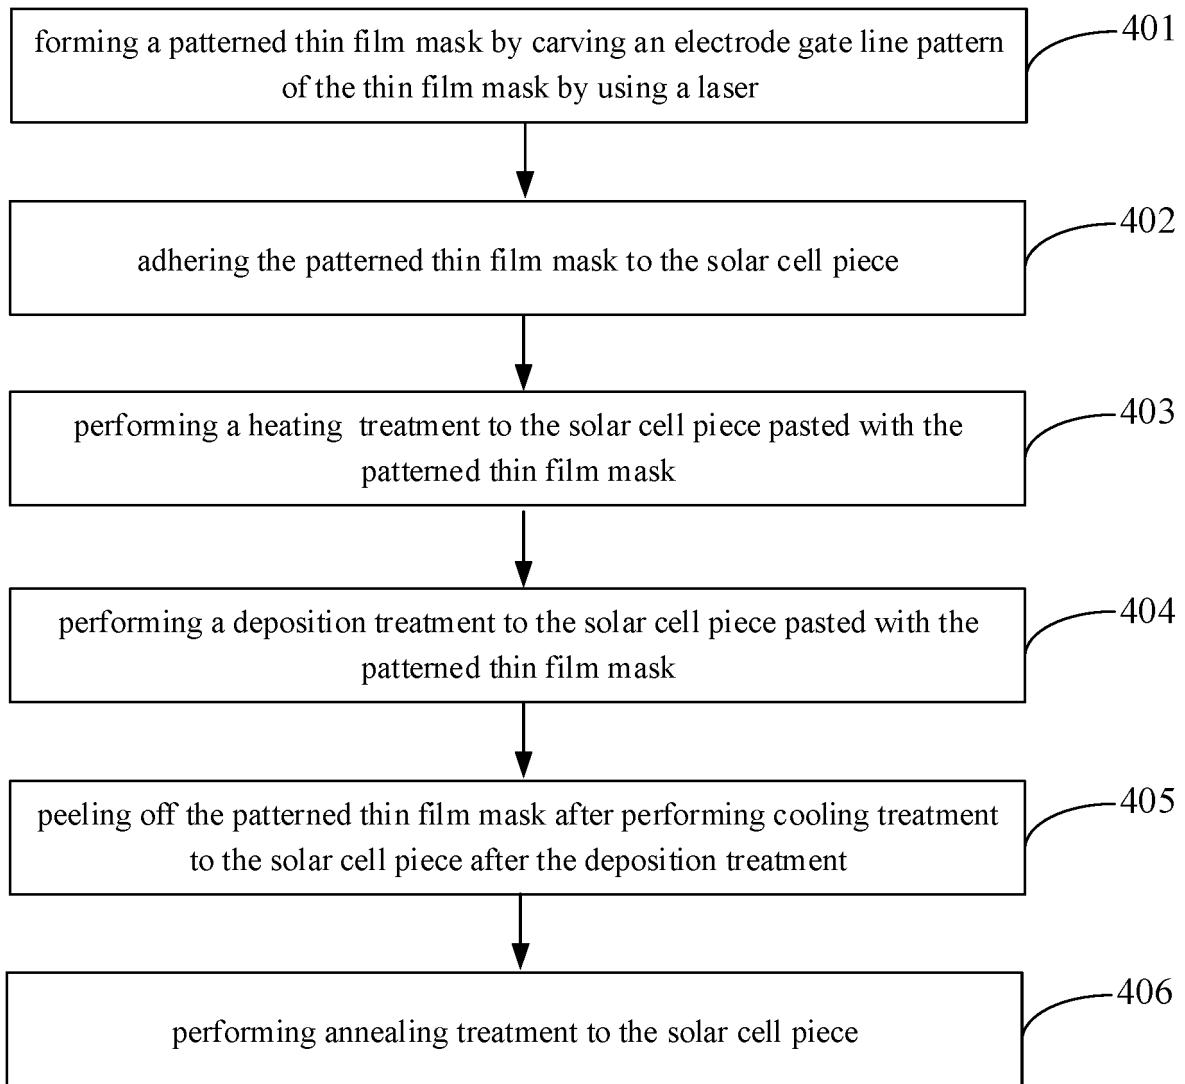 forming a patterned thin film mask by carving an electrode gate line pattern
of the thin film mask by using a laser
401
adhering the patterned thin film mask to the solar cell piece
402
performing a heating treatment to the solar cell piece pasted with the
patterned thin film mask
403
performing a deposition treatment to the solar cell piece pasted with the
patterned thin film mask
404
peeling off the patterned thin film mask after performing cooling treatment
to the solar cell piece after the deposition treatment
405
performing annealing treatment to the solar cell piece
406